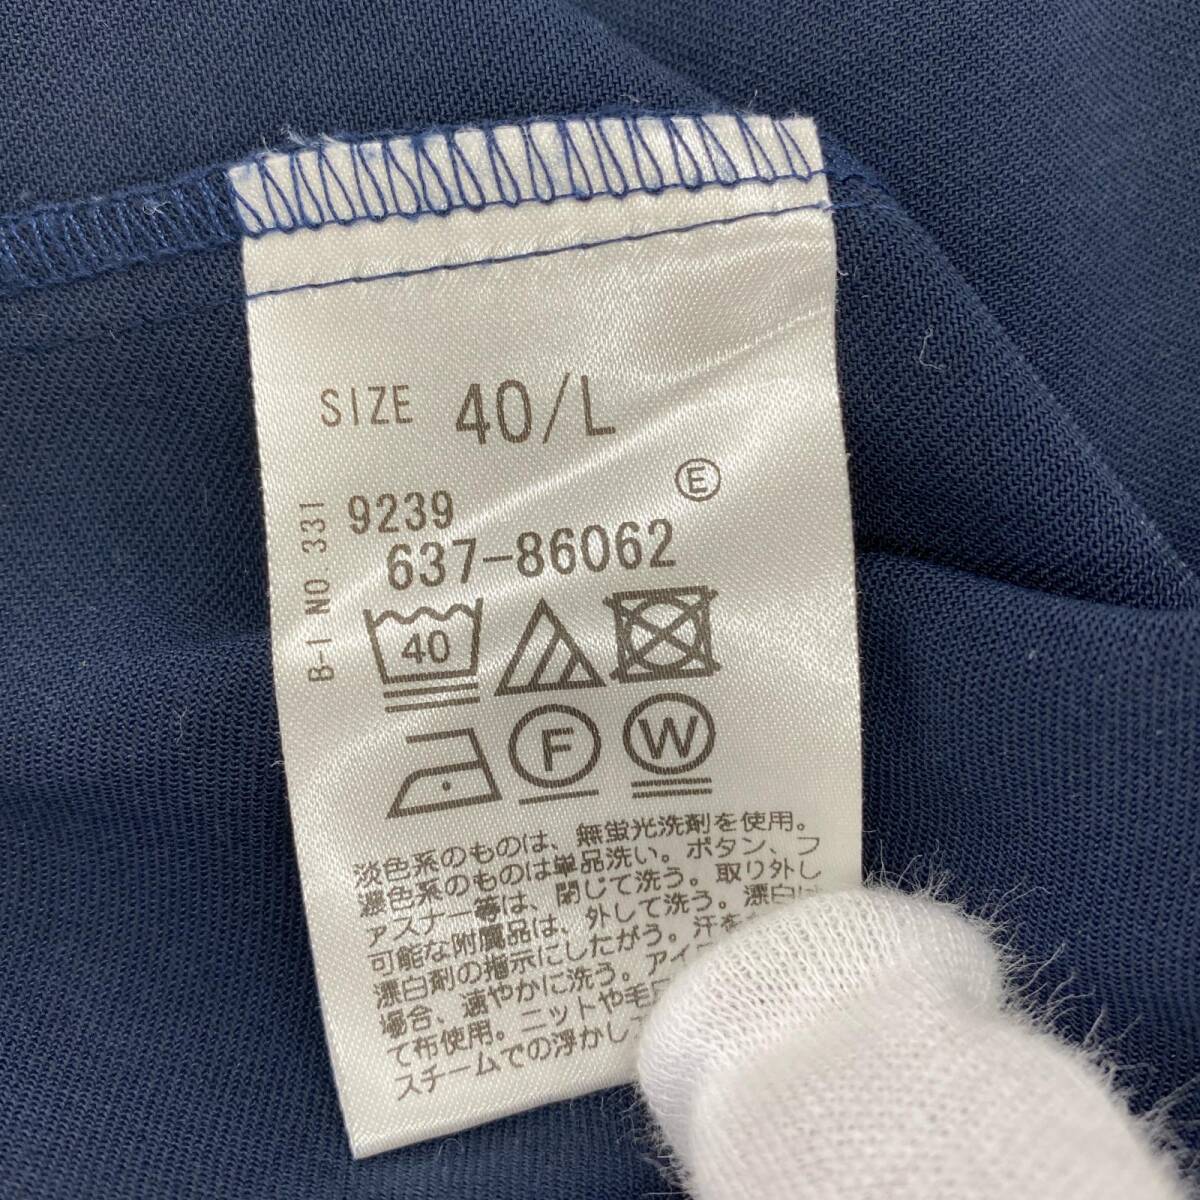 SIZE 40/L
Ⓔ
9239
637-86062
B-1 NO.331
40
F
W
淡色系のものは、無蛍光洗剤を使用。
濃色系のものは単品洗い。ボタン、フ
ァスナー等は、閉じて洗う。取り外し
可能な附属品は、外して洗う。漂白は
漂白剤の指示にしたがう。汗を
場合、速やかに洗う。アイ
て布使用。ニットや毛
スチームでの浮かし